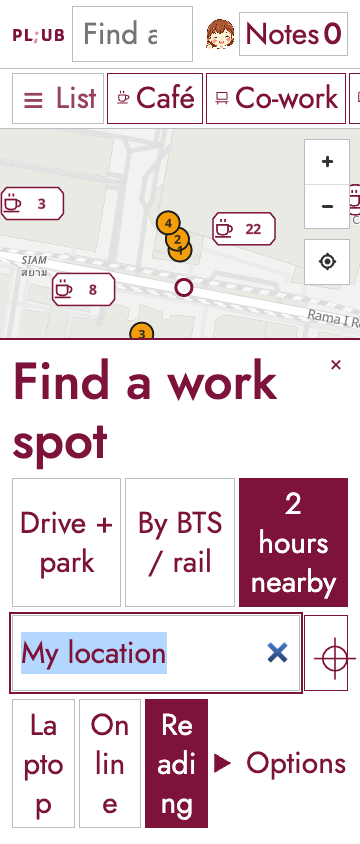 PL;UB
Find a
Notes 0
List
Café
Co-work
3
22
4
2
1
SIAM
สยาม
8
Rama I R
3
Find a work
spot
×
Drive +
park
By BTS
/ rail
2
hours
nearby
My location
La
pto
p
On
lin
e
Re
adi
ng
Options